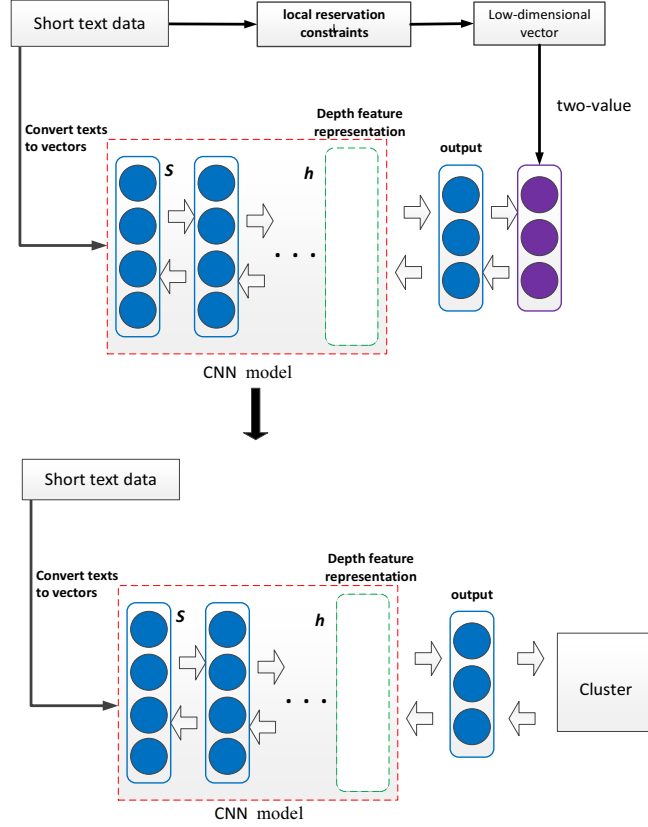 Short text data
local reservation
constraints
Low-dimensional
vector
two-value
Convert texts
to vectors
Depth feature
representation
output
S
h
. . .
CNN model
Short text data
Convert texts
to vectors
Depth feature
representation
output
S
h
. . .
Cluster
CNN model